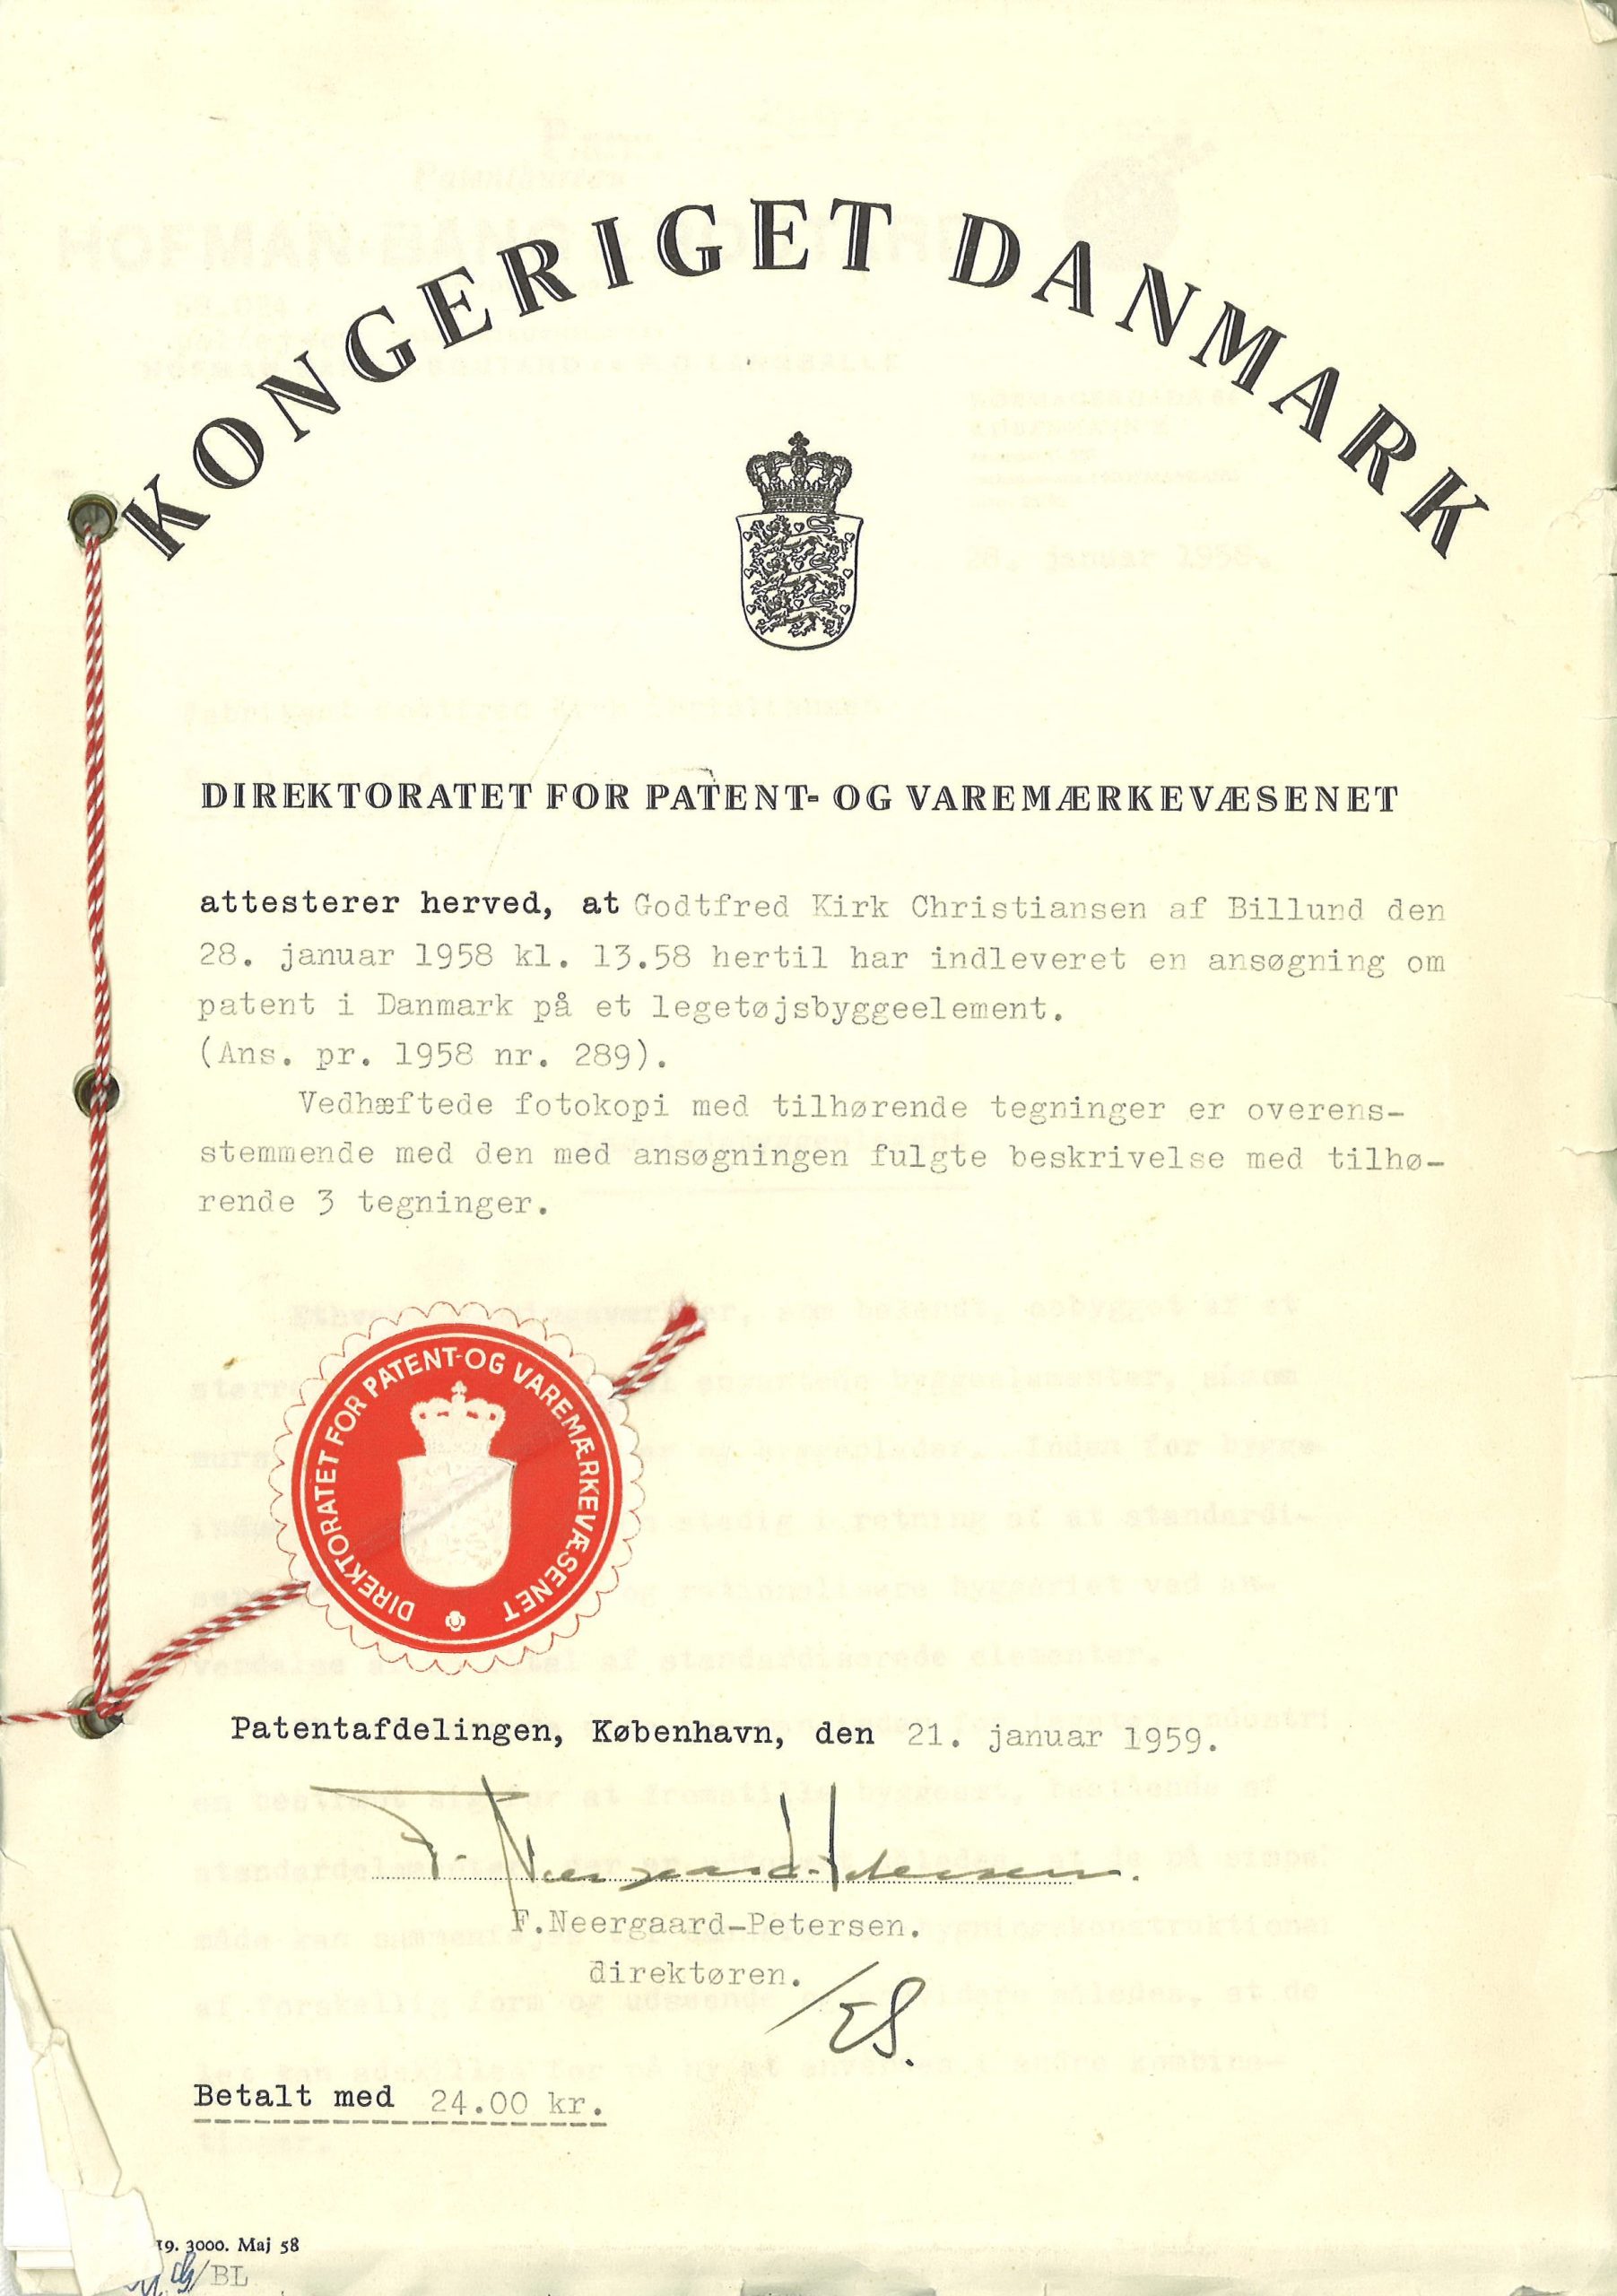 KONGERIGET DANMARK
DIREKTORATET FOR PATENT- OG VAREMÆRKEVÆSENET
attesterer herved, at Godtfred Kirk Christiansen af Billund den
28. januar 1958 kl. 13.58 hertil har indleveret en ansøgning om
patent i Danmark på et legetøjsbyggeelement.
(Ans. pr. 1958 nr. 289).
Vedhæftede fotokopi med tilhørende tegninger er overens-
stemmende med den med ansøgningen fulgte beskrivelse med tilhø-
rende 3 tegninger.
DIREKTORATET FOR PATENT-OG VAREMÆRKEVÆSENET
Patentafdelingen, København, den 21. januar 1959.
F. Neergaard-Petersen.
F.Neergaard-Petersen.
direktøren.
/ES.
Betalt med 24.00 kr.
19. 3000. Maj 58
/BL